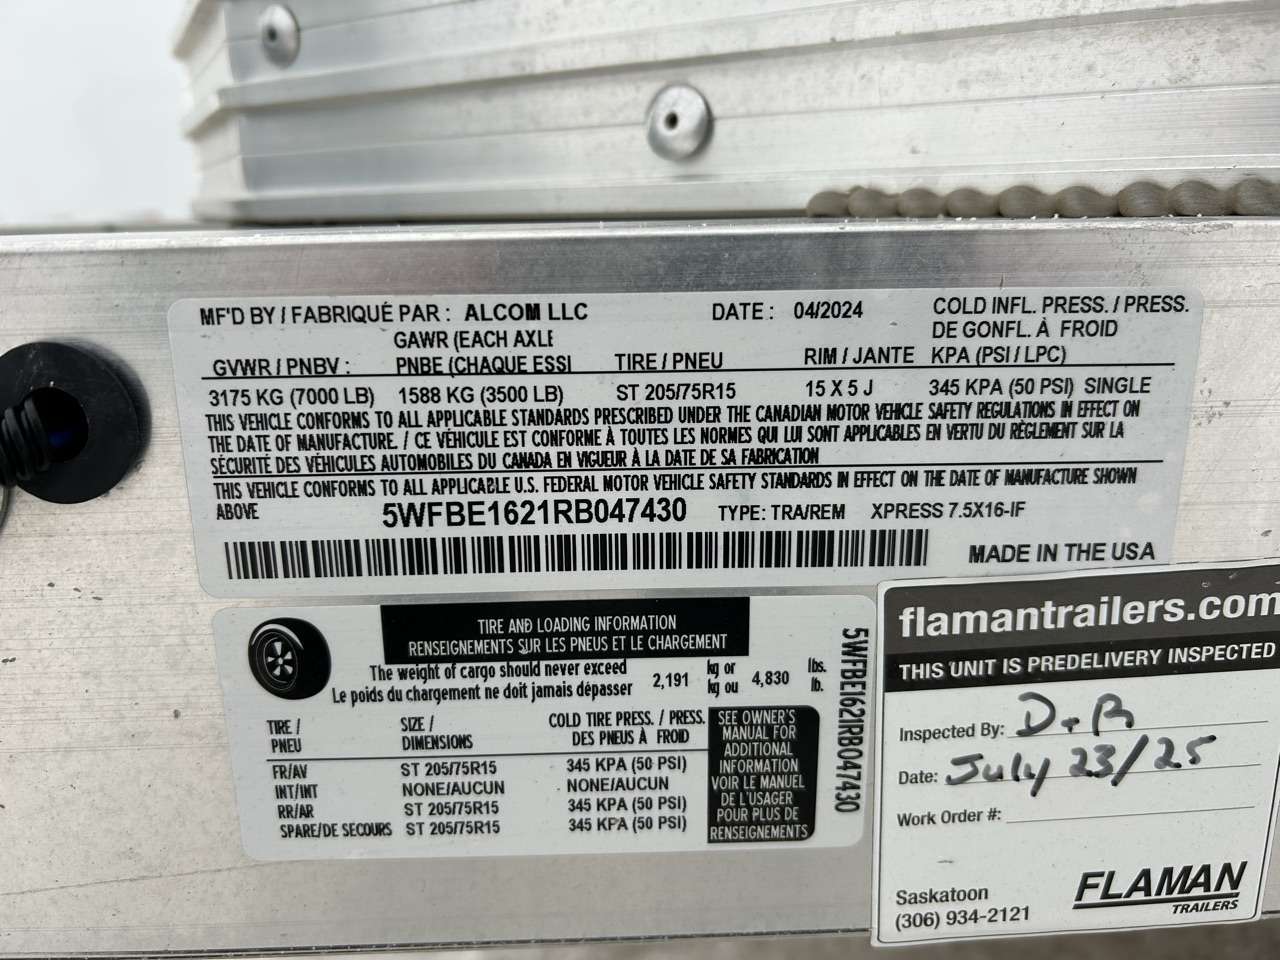 MF'D BY / FABRIQUÉ PAR : ALCOM LLC DATE : 04/2024 COLD INFL. PRESS. / PRESS.
DE GONFL. À FROID
GAWR (EACH AXLE
GVWR / PNBV : PNBE (CHAQUE ESSI TIRE / PNEU RIM / JANTE KPA (PSI / LPC)
3175 KG (7000 LB) 1588 KG (3500 LB) ST 205/75R15 15 X 5 J 345 KPA (50 PSI) SINGLE
THIS VEHICLE CONFORMS TO ALL APPLICABLE STANDARDS PRESCRIBED UNDER THE CANADIAN MOTOR VEHICLE SAFETY REGULATIONS IN EFFECT ON
THE DATE OF MANUFACTURE. / CE VÉHICULE EST CONFORME À TOUTES LES NORMES QUI LUI SONT APPLICABLES EN VERTU DU RÈGLEMENT SUR LA
SÉCURITÉ DES VÉHICULES AUTOMOBILES DU CANADA EN VIGUEUR À LA DATE DE SA FABRICATION
THIS VEHICLE CONFORMS TO ALL APPLICABLE U.S. FEDERAL MOTOR VEHICLE SAFETY STANDARDS IN EFFECT ON THE DATE OF MANUFACTURE SHOWN
ABOVE 5WFBE1621RB047430 TYPE: TRA/REM XPRESS 7.5X16-IF
MADE IN THE USA
TIRE AND LOADING INFORMATION
RENSEIGNEMENTS SUR LES PNEUS ET LE CHARGEMENT
The weight of cargo should never exceed 2,191 kg or 4,830 lbs.
Le poids du chargement ne doit jamais dépasser kg ou lb.
TIRE / SIZE / COLD TIRE PRESS. / PRESS.
PNEU DIMENSIONS DES PNEUS À FROID
FR/AV ST 205/75R15 345 KPA (50 PSI)
INT/INT NONE/AUCUN NONE/AUCUN
RR/AR ST 205/75R15 345 KPA (50 PSI)
SPARE/DE SECOURS ST 205/75R15 345 KPA (50 PSI)
SEE OWNER'S
MANUAL FOR
ADDITIONAL
INFORMATION
VOIR LE MANUEL
DE L'USAGER
POUR PLUS DE
RENSEIGNEMENTS
5WFBE1621RB047430
flamantrailers.com
THIS UNIT IS PREDELIVERY INSPECTED
Inspected By: D+R
Date: July 23/25
Work Order #:
Saskatoon
(306) 934-2121
FLAMAN
TRAILERS